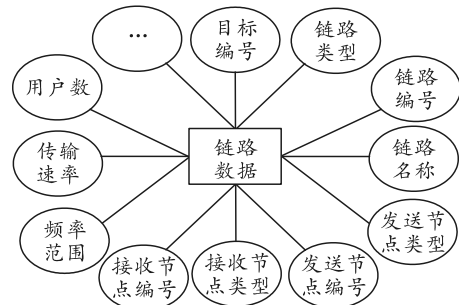 …
目标
编号
链路
类型
用户数
链路
编号
传输
速率
链路
数据
链路
名称
频率
范围
发送节
点类型
接收节
点编号
接收节
点类型
发送节
点编号